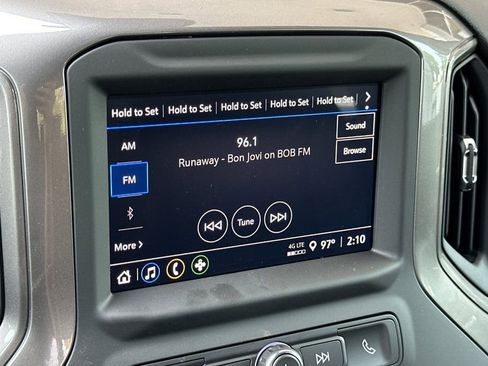 Hold to Set Hold to Set Hold to Set Hold to Set Hold to Set
AM
96.1
Sound
Runaway - Bon Jovi on BOB FM
Browse
FM
Tune
More
4G LTE
97° 2:10